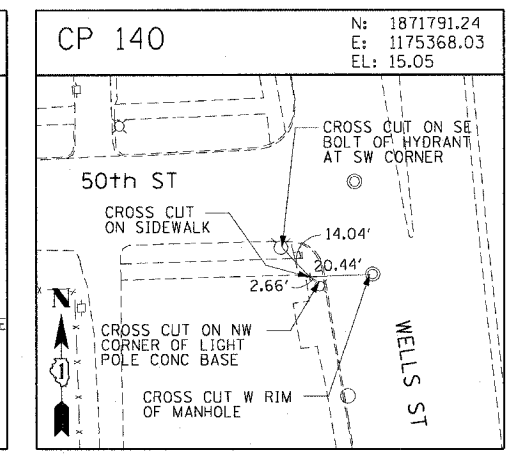 CP 140
N: 1871791.24
E: 1175368.03
EL: 15.05
CROSS CUT ON SE
BOLT OF HYDRANT
AT SW CORNER
50th ST
CROSS CUT
ON SIDEWALK
14.04'
20.44'
2.66'
N
1
CROSS CUT ON NW
CORNER OF LIGHT
POLE CONC BASE
WELLS ST
CROSS CUT W RIM
OF MANHOLE
E